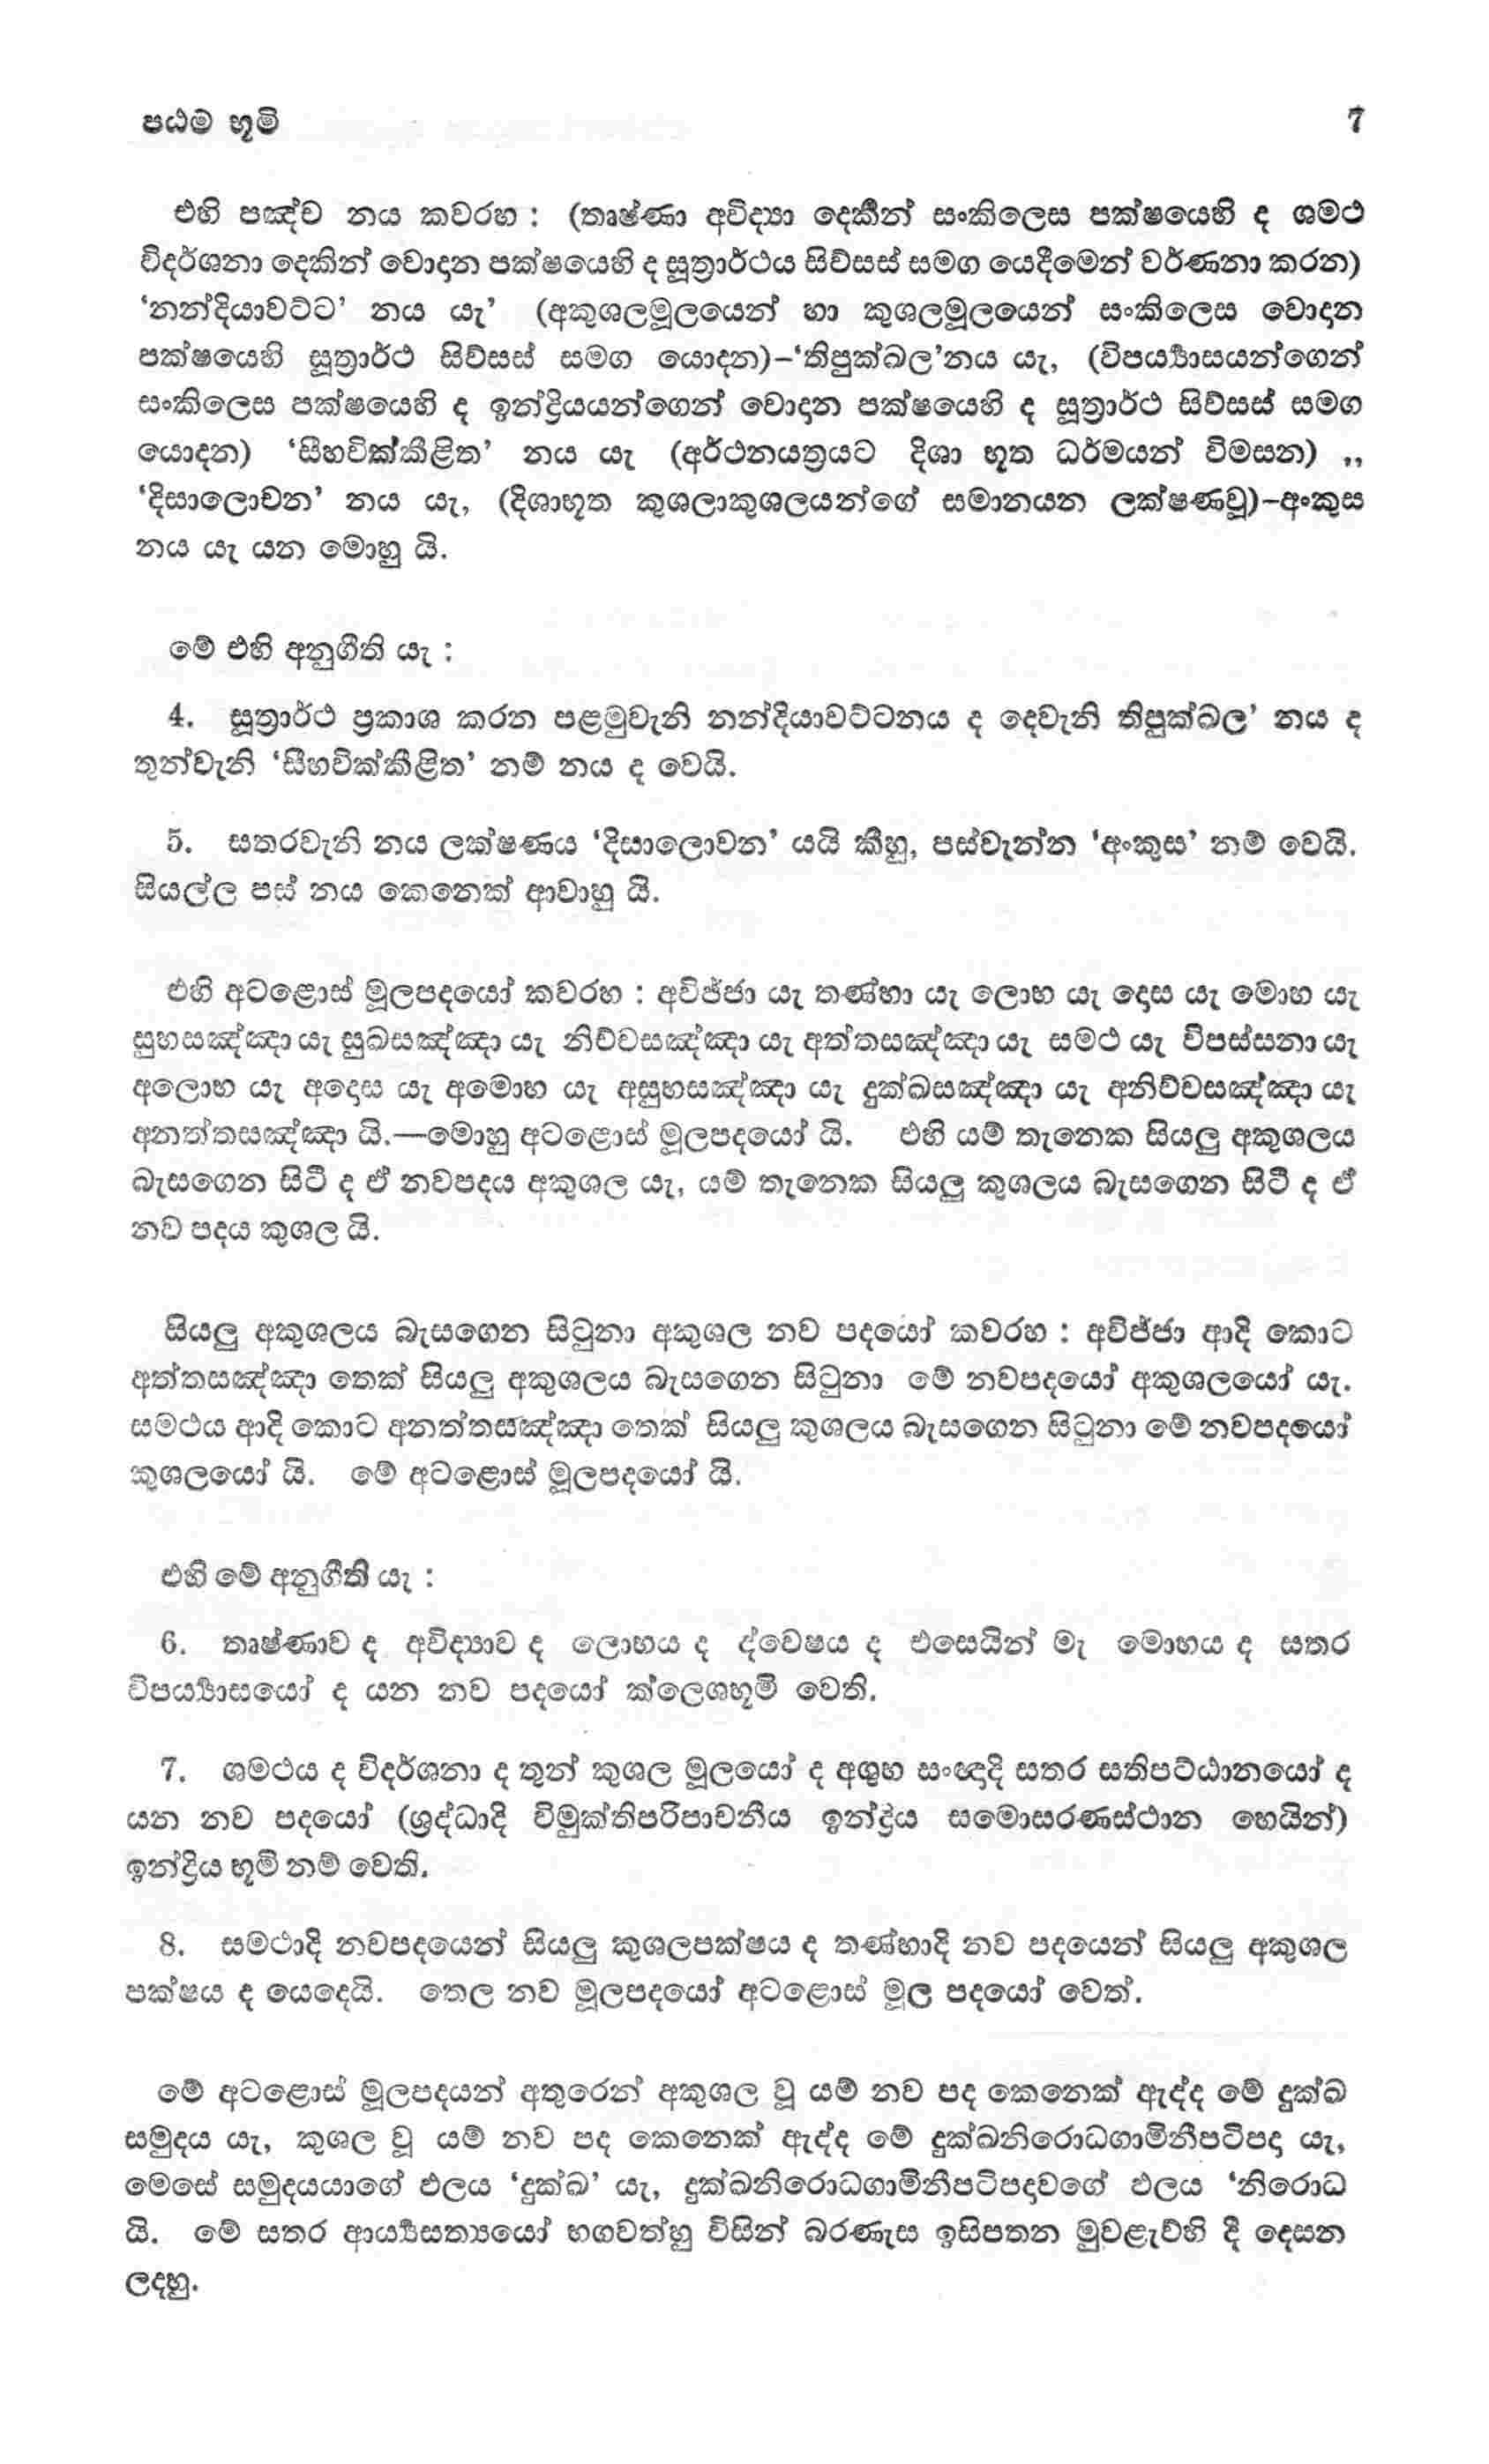 පඨම භූමි 7
එහි පඤ්ච නය කවරහ : (තෘෂ්ණා අවිද්‍යා දෙකින් සංකිලෙස පක්ෂයෙහි ද ශමථ
විදර්ශනා දෙකින් වොදාන පක්ෂයෙහි ද සූත්‍රාර්ථය සිව්සස් සමග යෙදීමෙන් වර්ණනා කරන)
‘නන්දියාවට්ට’ නය යැ’ (අකුශලමූලයෙන් හා කුශලමූලයෙන් සංකිලෙස වොදාන
පක්ෂයෙහි සූත්‍රාර්ථ සිව්සස් සමග යොදන)–‘තිපුක්ඛල’නය යැ, (විපර්‍ය්‍යාසයන්ගෙන්
සංකිලෙස පක්ෂයෙහි ද ඉන්ද්‍රියයන්ගෙන් වොදාන පක්ෂයෙහි ද සූත්‍රාර්ථ සිව්සස් සමග
යොදන) ‘සීහවික්කීළිත’ නය යැ (අර්ථනයත්‍රයට දිශා භූත ධර්මයන් විමසන) ,,
‘දිසාලොචන’ නය යැ, (දිශාභූත කුශලාකුශලයන්ගේ සමානයන ලක්ෂණවූ)–අංකුස
නය යැ යන මොහු යි.
මේ එහි අනුගීති යැ :
4. සූත්‍රාර්ථ ප්‍රකාශ කරන පළමුවැනි නන්දියාවට්ටනය ද දෙවැනි තිපුක්ඛල’ නය ද
තුන්වැනි ‘සීහවික්කීළිත’ නම් නය ද වෙයි.
5. සතරවැනි නය ලක්ෂණය ‘දිසාලොචන’ යයි කීහු, පස්වැන්න ‘අංකුස’ නම් වෙයි.
සියල්ල පස් නය කෙනෙක් ආවාහු යි.
එහි අටළොස් මූලපදයෝ කවරහ : අවිජ්ජා යැ තණ්හා යැ ලොභ යැ දොස යැ මොහ යැ
සුභසඤ්ඤා යැ සුඛසඤ්ඤා යැ නිච්චසඤ්ඤා යැ අත්තසඤ්ඤා යැ සමථ යැ විපස්සනා යැ
අලොභ යැ අදොස යැ අමොහ යැ අසුභසඤ්ඤා යැ දුක්ඛසඤ්ඤා යැ අනිච්චසඤ්ඤා යැ
අනත්තසඤ්ඤා යි.—මොහු අටළොස් මූලපදයෝ යි. එහි යම් තැනෙක සියලු අකුශලය
බැසගෙන සිටී ද ඒ නවපදය අකුශල යැ, යම් තැනෙක සියලු කුශලය බැසගෙන සිටී ද ඒ
නව පදය කුශල යි.
සියලු අකුශලය බැසගෙන සිටුනා අකුශල නව පදයෝ කවරහ : අවිජ්ජා ආදි කොට
අත්තසඤ්ඤා තෙක් සියලු අකුශලය බැසගෙන සිටුනා මේ නවපදයෝ අකුශලයෝ යැ.
සමථය ආදි කොට අනත්තසඤ්ඤා තෙක් සියලු කුශලය බැසගෙන සිටුනා මේ නවපදයෝ
කුශලයෝ යි. මේ අටළොස් මූලපදයෝ යි.
එහි මේ අනුගීති යැ :
6. තෘෂ්ණාව ද අවිද්‍යාව ද ලොභය ද ද්වෙෂය ද එසෙයින් මැ මොහය ද සතර
විපර්‍ය්‍යාසයෝ ද යන නව පදයෝ ක්ලෙශභූමි වෙති.
7. ශමථය ද විදර්ශනා ද තුන් කුශල මූලයෝ ද අශුභ සංඥාදි සතර සතිපට්ඨානයෝ ද
යන නව පදයෝ (ශ්‍රද්ධාදි විමුක්තිපරිපාචනීය ඉන්ද්‍රිය සමොසරණස්ථාන හෙයින්)
ඉන්ද්‍රිය භූමි නම් වෙති.
8. සමථාදි නවපදයෙන් සියලු කුශලපක්ෂය ද තණ්හාදි නව පදයෙන් සියලු අකුශල
පක්ෂය ද යෙදෙයි. තෙල නව මූලපදයෝ අටළොස් මූල පදයෝ වෙත්.
මේ අටළොස් මූලපදයන් අතුරෙන් අකුශල වූ යම් නව පද කෙනෙක් ඇද්ද මේ දුක්ඛ
සමුදය යැ, කුශල වූ යම් නව පද කෙනෙක් ඇද්ද මේ දුක්ඛනිරොධගාමිනීපටිපදා යැ,
මෙසේ සමුදයයාගේ ඵලය ‘දුක්ඛ’ යැ, දුක්ඛනිරොධගාමිනීපටිපදාවගේ ඵලය ‘නිරොධ
යි. මේ සතර ආර්‍ය්‍යසත්‍යයෝ භගවත්හු විසින් බරණැස ඉසිපතන මුවළැව්හි දී දෙසන
ලදහු.